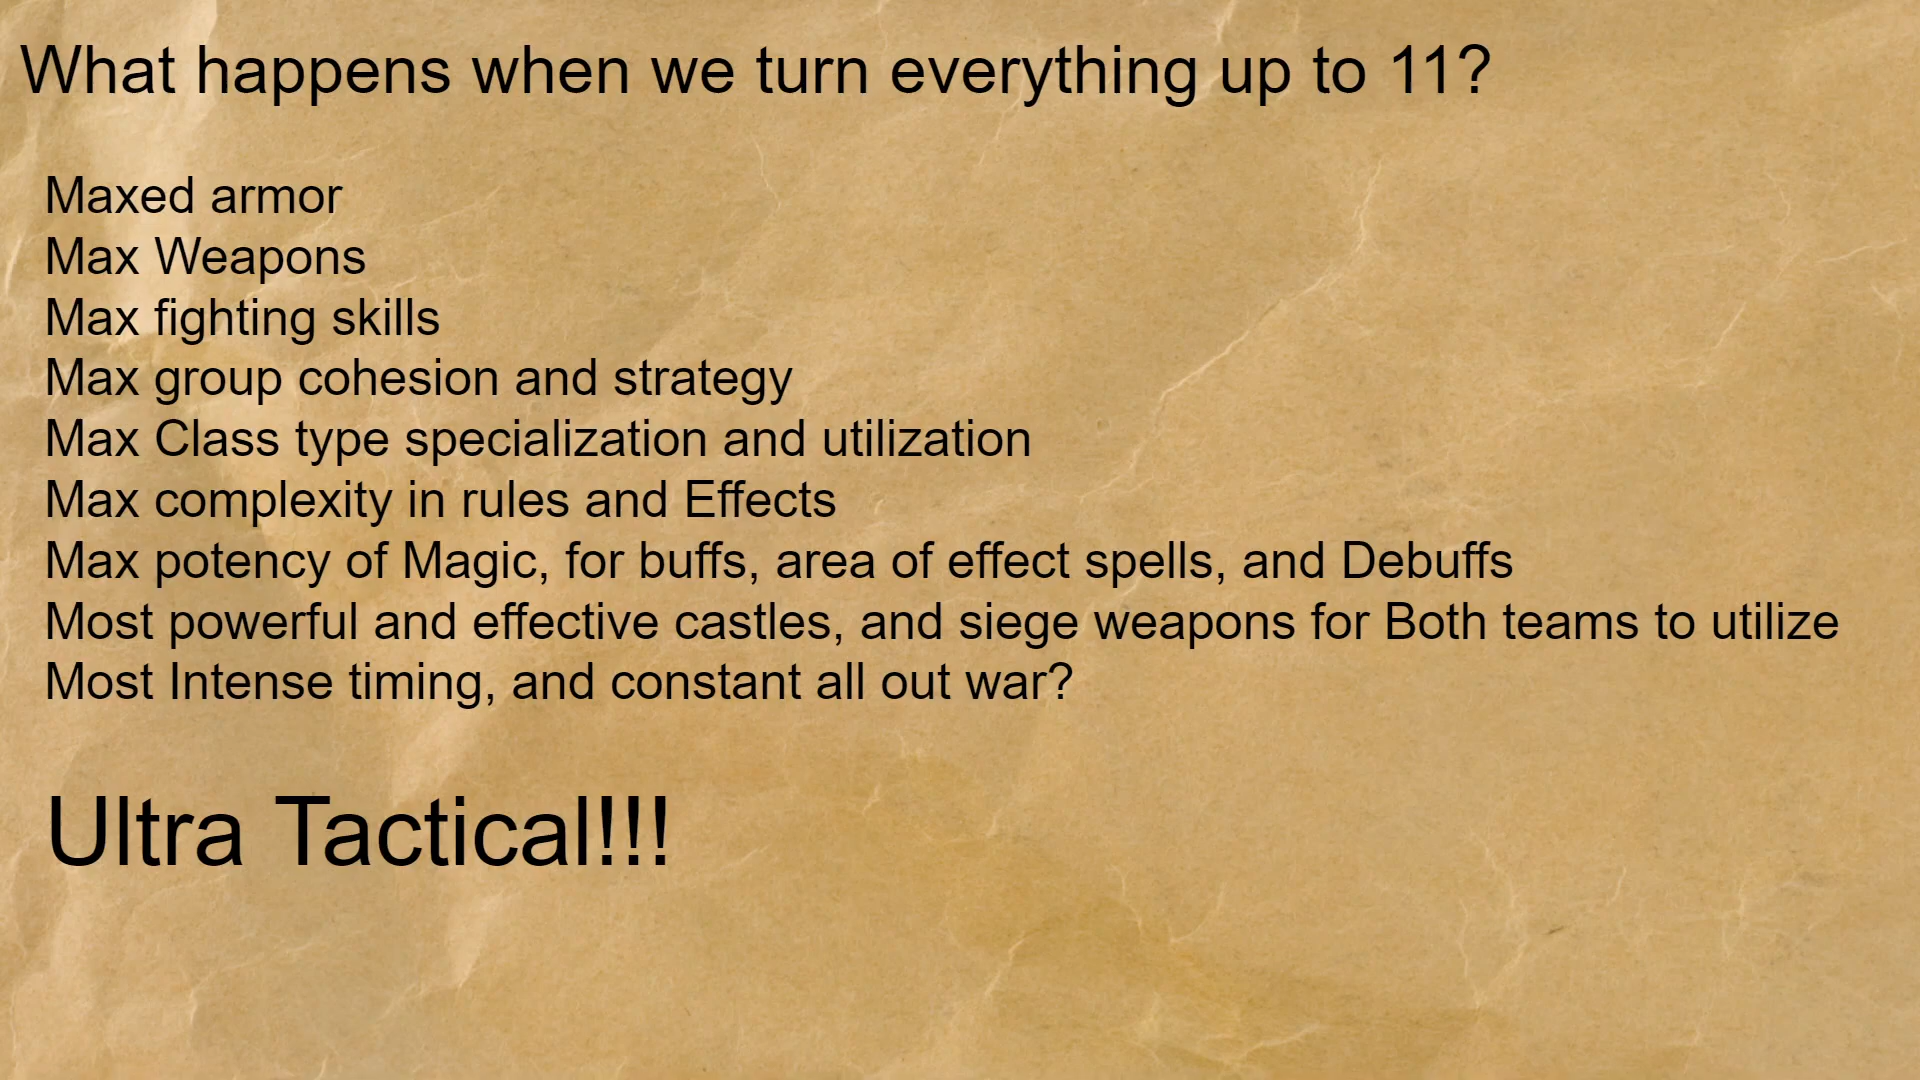 What happens when we turn everything up to 11?
Maxed armor
Max Weapons
Max fighting skills
Max group cohesion and strategy
Max Class type specialization and utilization
Max complexity in rules and Effects
Max potency of Magic, for buffs, area of effect spells, and Debuffs
Most powerful and effective castles, and siege weapons for Both teams to utilize
Most Intense timing, and constant all out war?
Ultra Tactical!!!